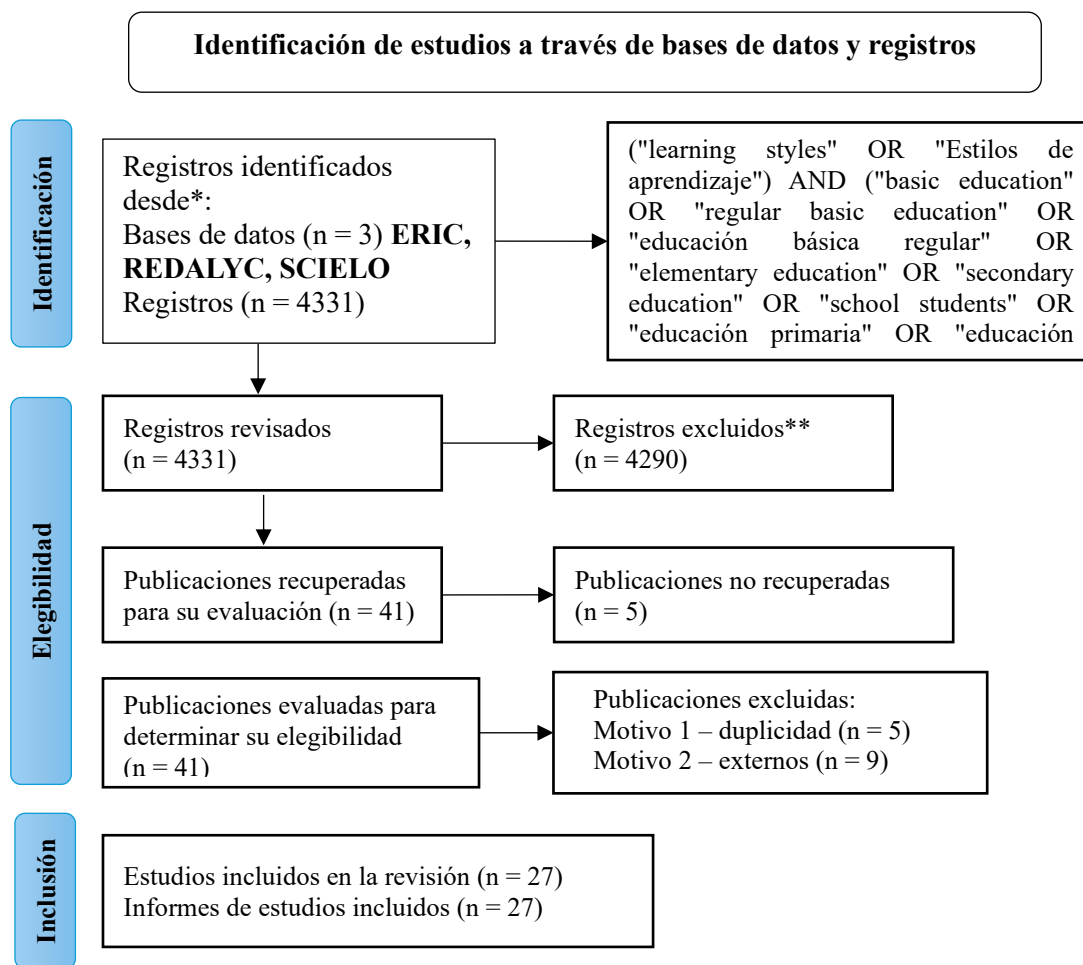 Identificación de estudios a través de bases de datos y registros
Identificación
Registros identificados
desde*:
Bases de datos (n = 3) ERIC,
REDALYC, SCIELO
Registros (n = 4331)
("learning styles" OR "Estilos de
aprendizaje") AND ("basic education"
OR "regular basic education" OR
"educación básica regular" OR
"elementary education" OR "secondary
education" OR "school students" OR
"educación primaria" OR "educación
Elegibilidad
Registros revisados
(n = 4331)
Registros excluidos**
(n = 4290)
Publicaciones recuperadas
para su evaluación (n = 41)
Publicaciones no recuperadas
(n = 5)
Publicaciones evaluadas para
determinar su elegibilidad
(n = 41)
Publicaciones excluidas:
Motivo 1 – duplicidad (n = 5)
Motivo 2 – externos (n = 9)
Inclusión
Estudios incluidos en la revisión (n = 27)
Informes de estudios incluidos (n = 27)